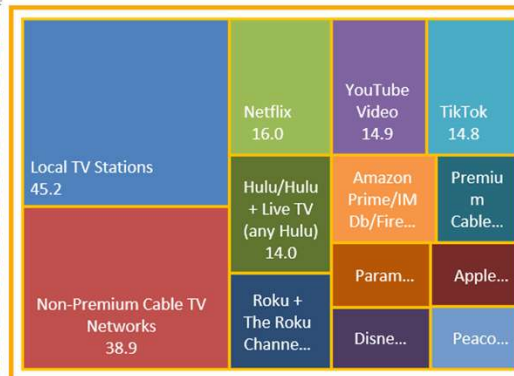 Local TV Stations
45.2
Non-Premium Cable TV
Networks
38.9
Netflix
16.0
Hulu/Hulu
+ Live TV
(any Hulu)
14.0
Roku +
The Roku
Channe...
YouTube
Video
14.9
TikTok
14.8
Amazon
Prime/IM
Db/Fire...
Premiu
m
Cable...
Param...
Apple...
Disne...
Peaco...